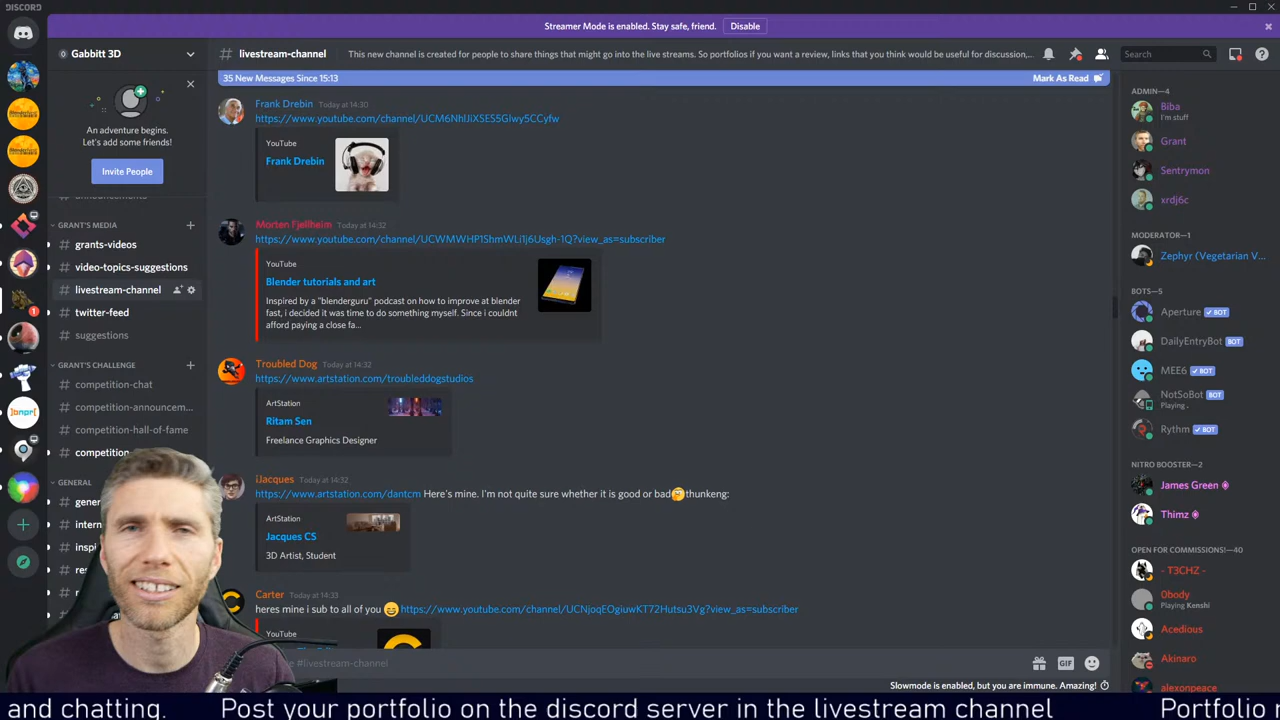 DISCORD
Streamer Mode is enabled. Stay safe, friend.
Disable
Gabbitt 3D
livestream-channel
This new channel is created for people to share things that might go into the live streams. So portfolios if you want a review, links that you think would be useful for discussion,...
Search
An adventure begins.
Let's add some friends!
Invite People
announcements
GRANT'S MEDIA
grants-videos
video-topics-suggestions
livestream-channel
twitter-feed
1
suggestions
GRANT'S CHALLENGE
competition-chat
competition-announcem...
competition-hall-of-fame
GENERAL
35 New Messages Since 15:13
Mark As Read
Frank Drebin Today at 14:30
YouTube
Frank Drebin
Morten Fjellheim Today at 14:32
https://www.youtube.com/channel/UCWMWHP1ShmWLi1j6Usgh-1Q?view_as=subscriber
YouTube
Blender tutorials and art
Inspired by a "blenderguru" podcast on how to improve at blender
fast, i decided it was time to do something myself. Since i couldnt
afford paying a close fa...
Troubled Dog Today at 14:32
https://www.artstation.com/troubleddogstudios
ArtStation
Ritam Sen
Freelance Graphics Designer
iJacques Today at 14:32
https://www.artstation.com/dantcm Here's mine. I'm not quite sure whether it is good or bad thunkeng:
ArtStation
Jacques CS
3D Artist, Student
Carter Today at 14:33
heres mine i sub to all of you https://www.youtube.com/channel/UCNjoqEOgiuwKT72Hutsu3Vg?view_as=subscriber
YouTube
#livestream-channel
GIF
Slowmode is enabled, but you are immune. Amazing!
ADMIN—4
Biba
I'm stuff
Grant
Sentrymon
xrdj6c
MODERATOR—1
Zephyr (Vegetarian V...
BOTS—5
Aperture BOT
DailyEntryBot BOT
MEE6 BOT
NotSoBot BOT
Playing .
Rythm BOT
NITRO BOOSTER—2
James Green
Thimz
OPEN FOR COMMISSIONS!—40
- T3CHZ -
0body
Playing Kenshi
Acedious
Akinaro
alexonpeace
and chatting. Post your portfolio on the discord server in the livestream channel Portfolio